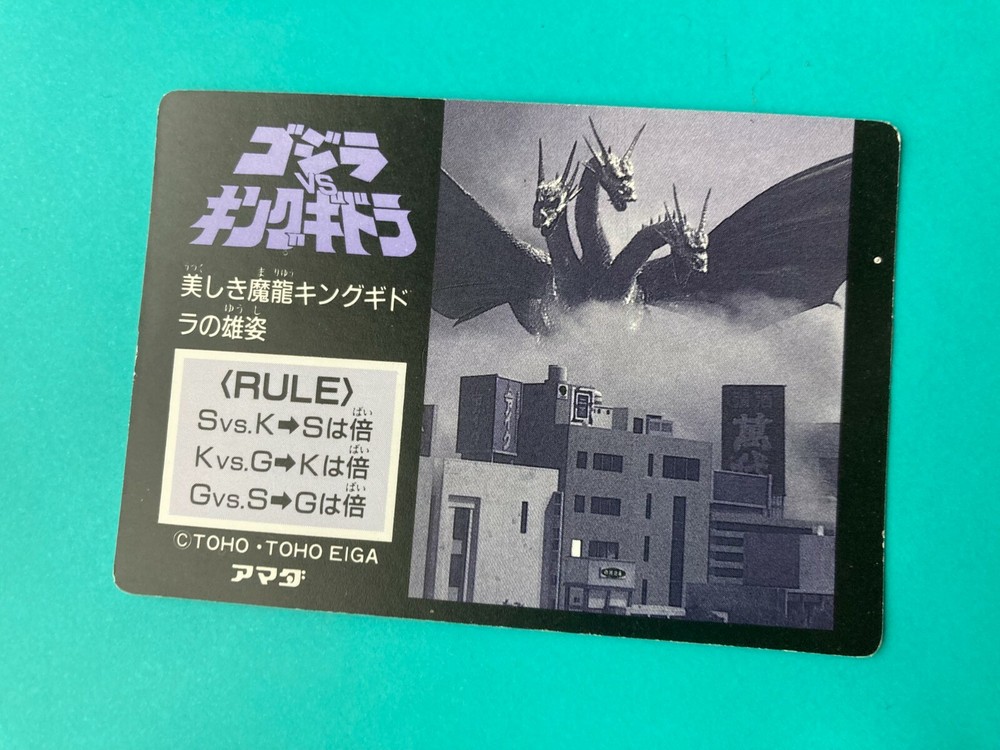 ゴジラ
VS
キングギドラ
美しき魔龍キングギド
ラの雄姿
〈RULE〉
Svs.K➡Sは倍
Kvs.G➡Kは倍
Gvs.S➡Gは倍
©TOHO・TOHO EIGA
アマダ